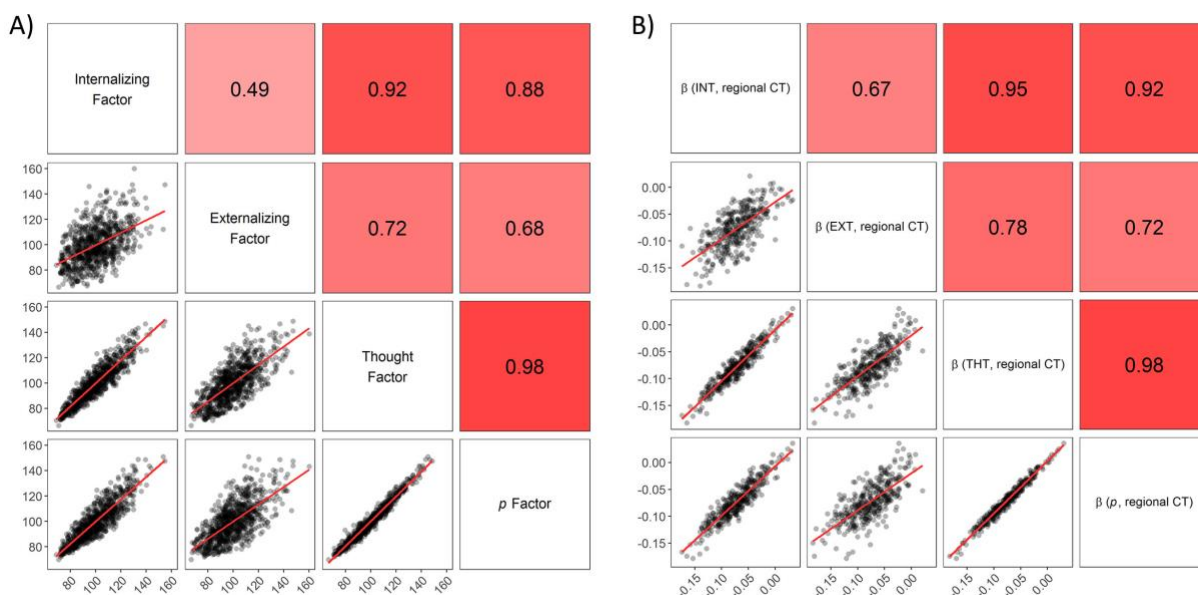 A)
Internalizing
Factor
0.49
0.92
0.88
160
140
120
100
80
Externalizing
Factor
0.72
0.68
160
140
120
100
80
Thought
Factor
0.98
160
140
120
100
80
p Factor
80 100 120 140 160
80 100 120 140 160
80 100 120 140 160
B)
β (INT, regional CT)
0.67
0.95
0.92
0.00
-0.05
-0.10
-0.15
β (EXT, regional CT)
0.78
0.72
0.00
-0.05
-0.10
-0.15
β (THT, regional CT)
0.98
0.00
-0.05
-0.10
-0.15
β (p, regional CT)
-0.15 -0.10 -0.05 0.00
-0.15 -0.10 -0.05 0.00
-0.15 -0.10 -0.05 0.00